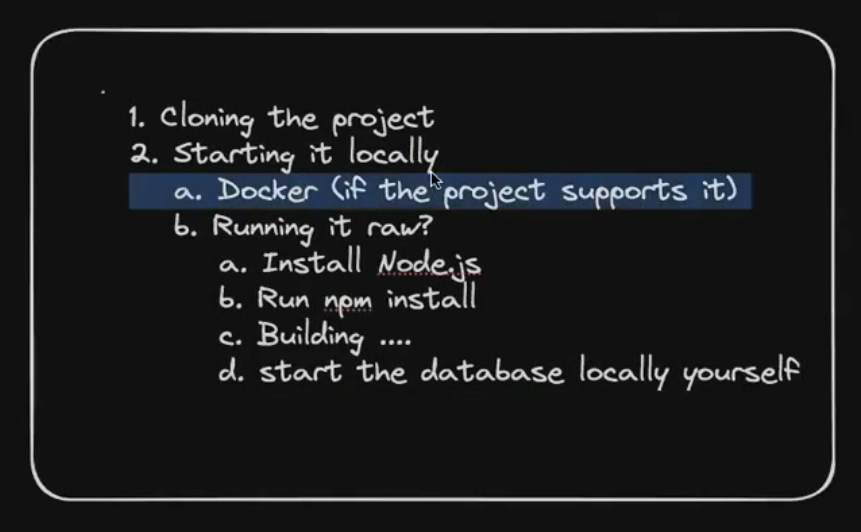 1. Cloning the project
2. Starting it locally
a. Docker (if the project supports it)
b. Running it raw?
a. Install Node.js
b. Run npm install
c. Building ....
d. start the database locally yourself